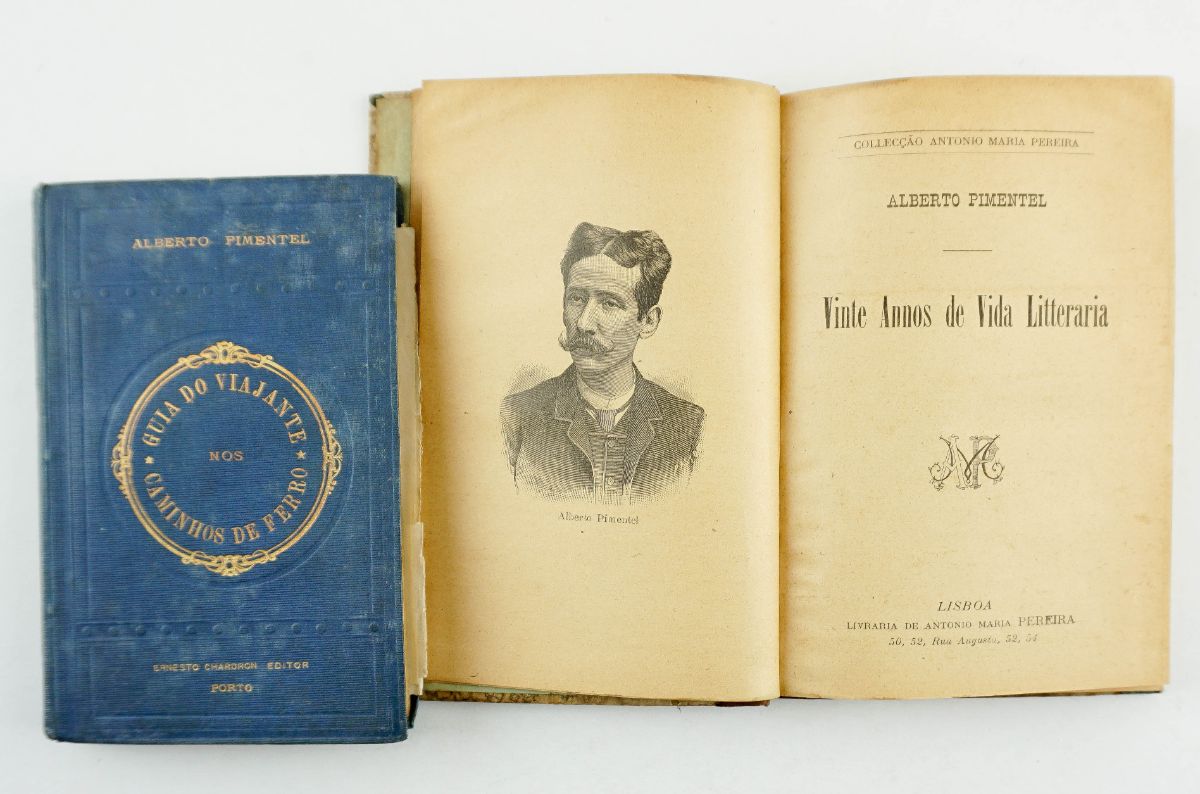 ALBERTO PIMENTEL
GUIA DO VIAJANTE
NOS
CAMINHOS DE FERRO
ERNESTO CHARDRON EDITOR
PORTO
Alberto Pimentel
COLLECÇÃO ANTONIO MARIA PEREIRA
ALBERTO PIMENTEL
Vinte Annos de Vida Litteraria
LISBOA
LIVRARIA DE ANTONIO MARIA PEREIRA
50, 52, Rua Augusta, 52, 54